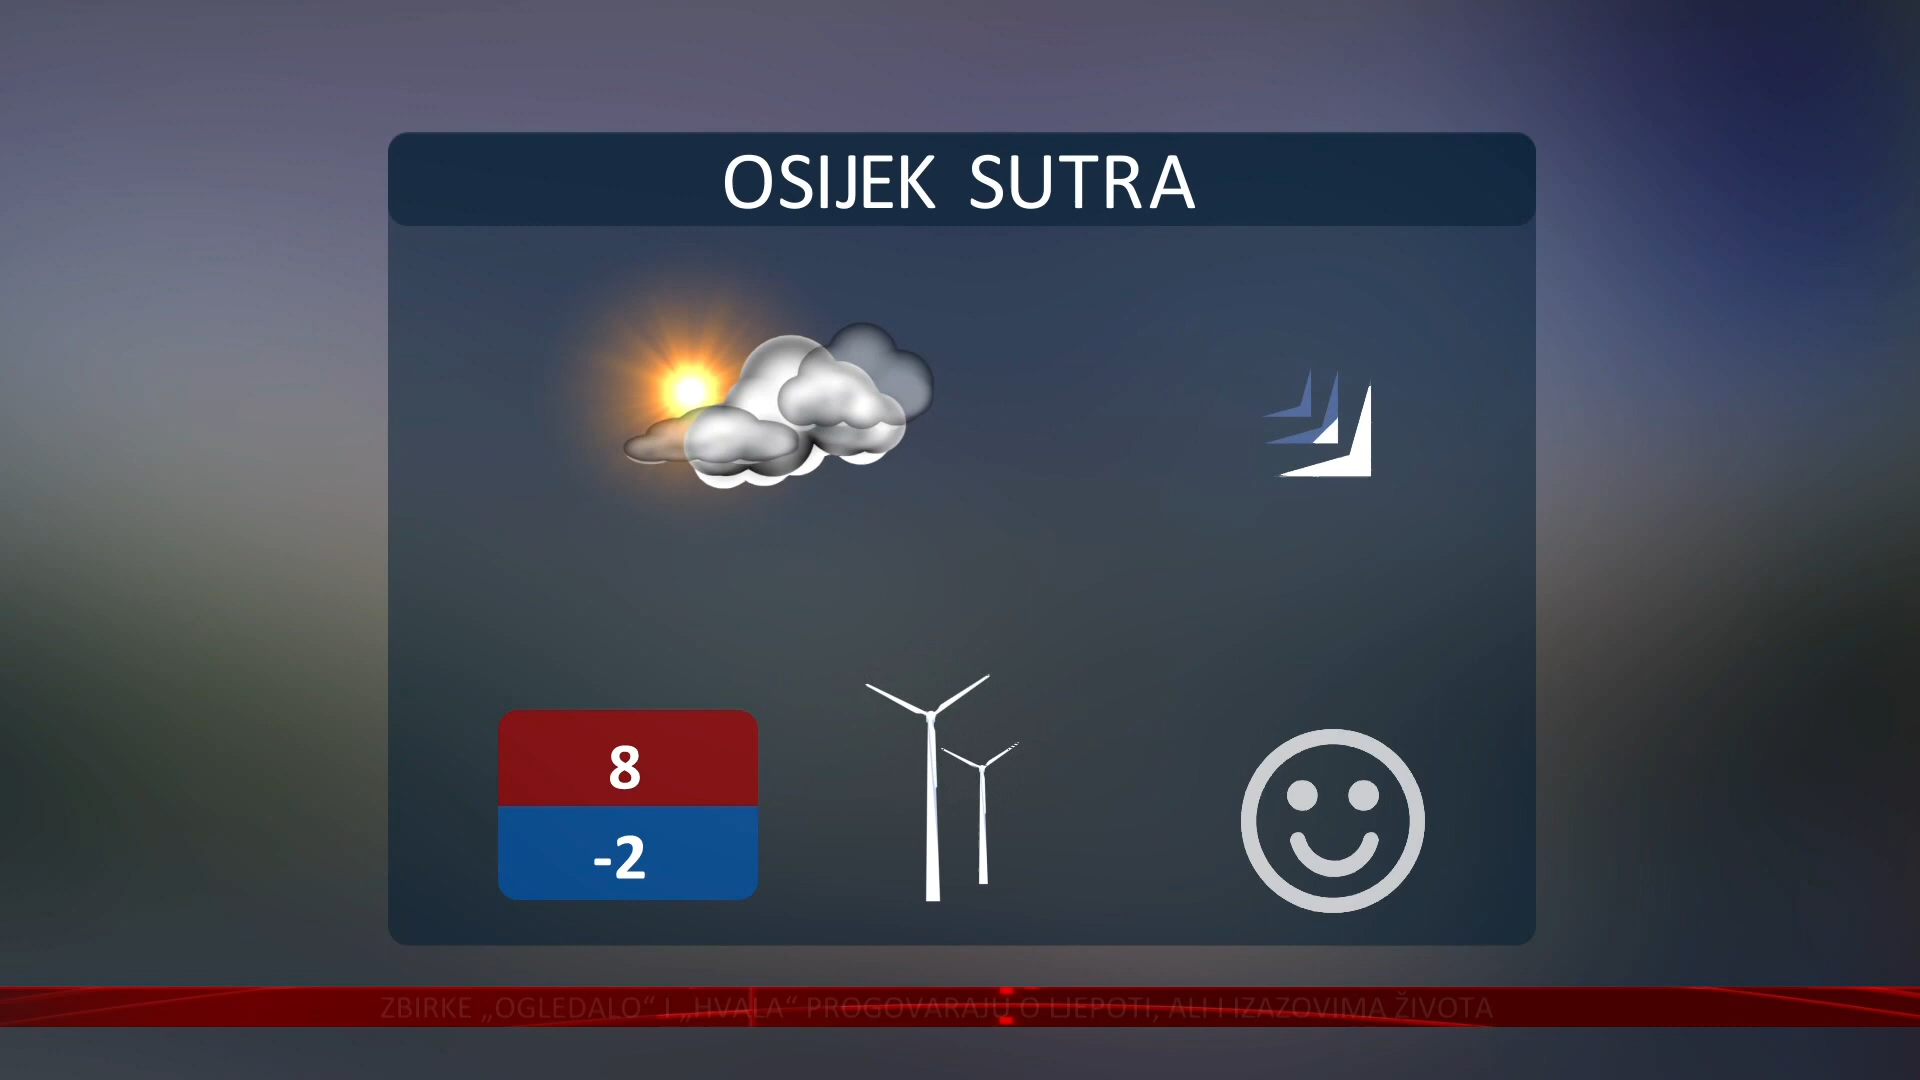 OSIJEK SUTRA
8
-2
ZBIRKE „OGLEDALO“ I „HVALA“ PROGOVARAJU O LJEPOTI, ALI I IZAZOVIMA ŽIVOTA